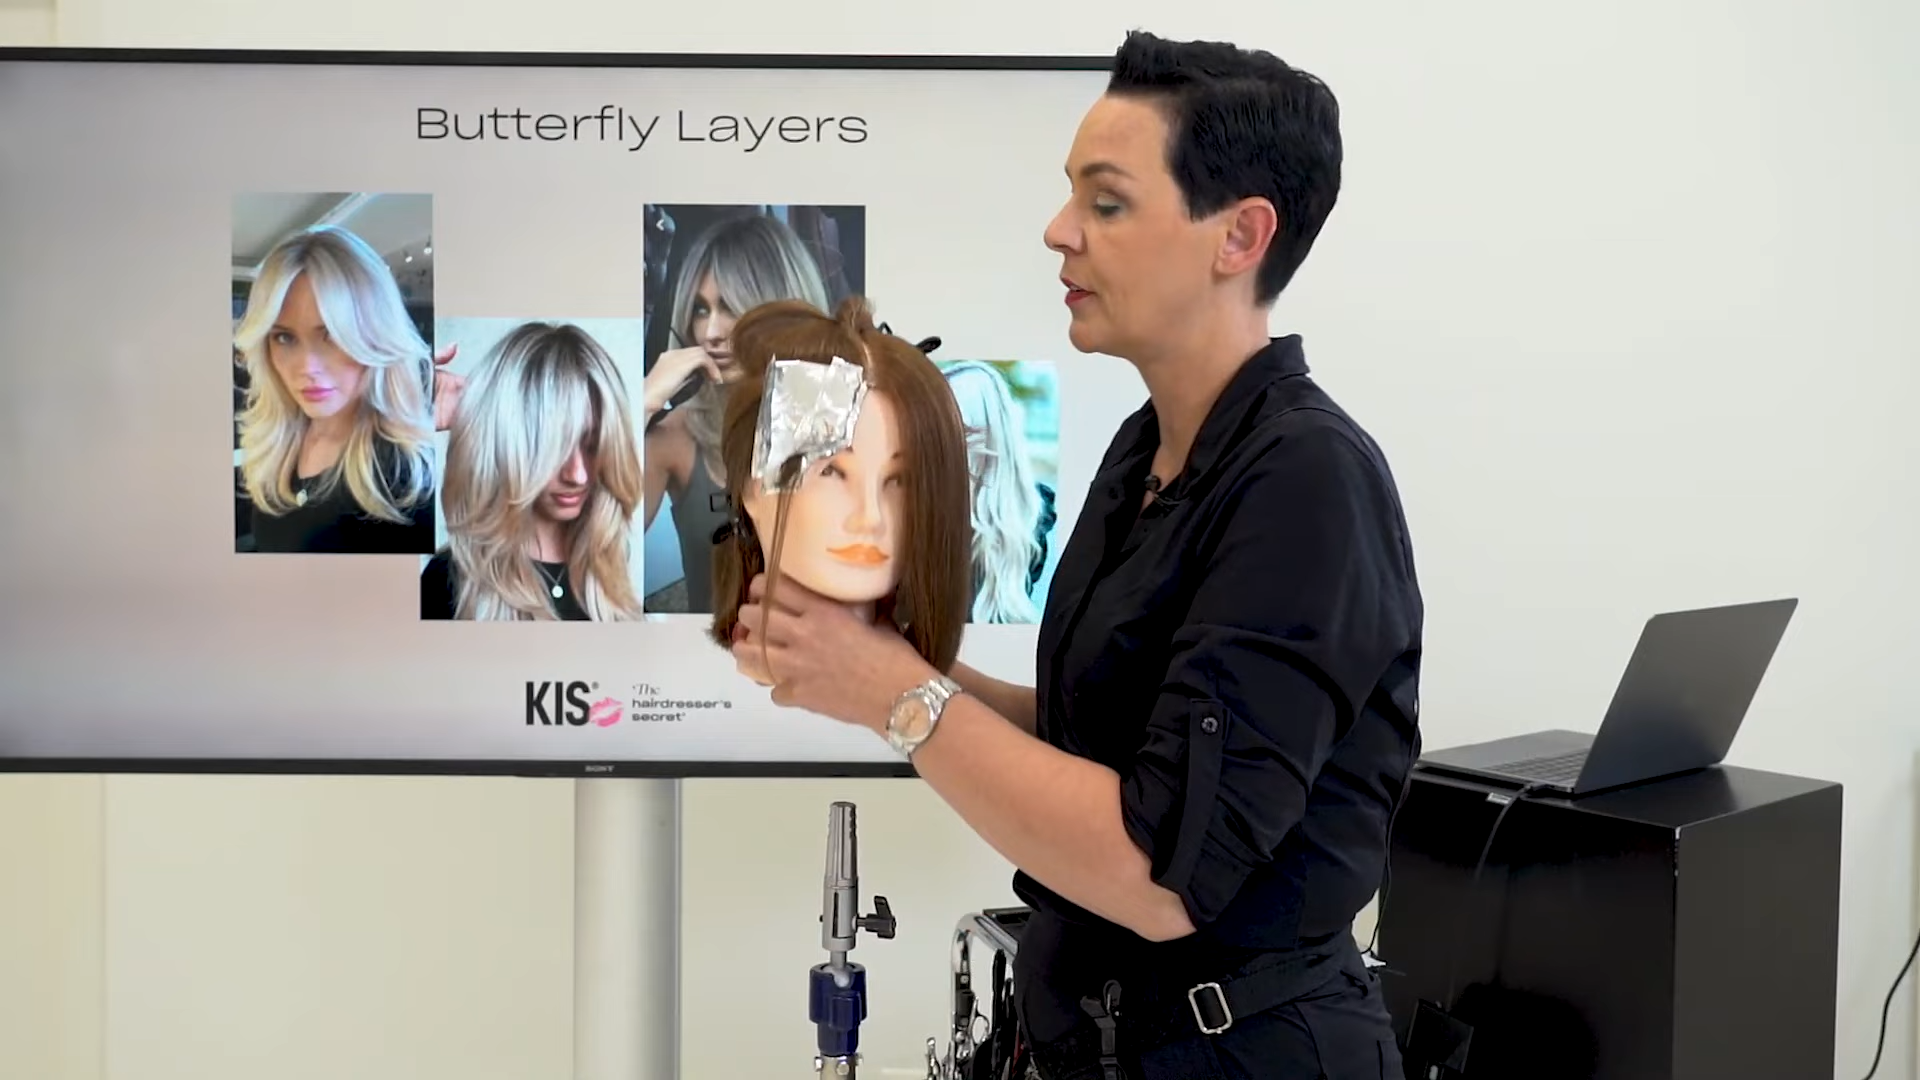 Butterfly Layers
KIS®
'The
hairdresser's
secret'
SONY